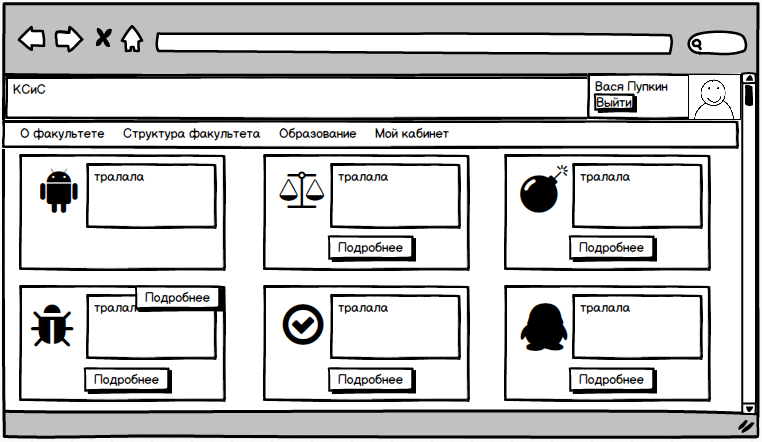 КСиС
Вася Пупкин
Выйти
О факультете Структура факультета Образование Мой кабинет
тралала
тралала
тралала
Подробнее
Подробнее
трал
Подробнее
тралала
тралала
Подробнее
Подробнее
Подробнее